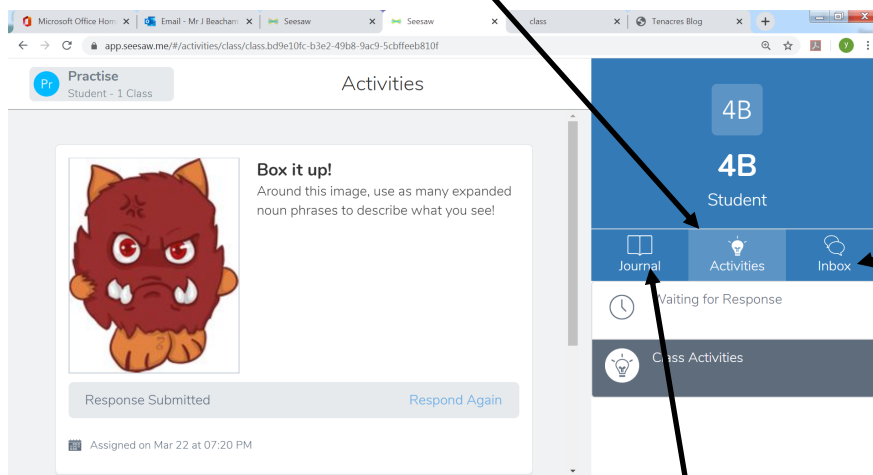 Microsoft Office Hom
Email - Mr J Beacham
Seesaw
Seesaw
class
Tenacres Blog
app.seesaw.me/#/activities/class/class.bd9e10fc-b3e2-49b8-9ac9-5cbffeeb810f
y
Pr
Practise
Student - 1 Class
Activities
Box it up!
Around this image, use as many expanded
noun phrases to describe what you see!
Response Submitted
Respond Again
Assigned on Mar 22 at 07:20 PM
4B
4B
Student
Journal
Activities
Inbox
Waiting for Response
Class Activities